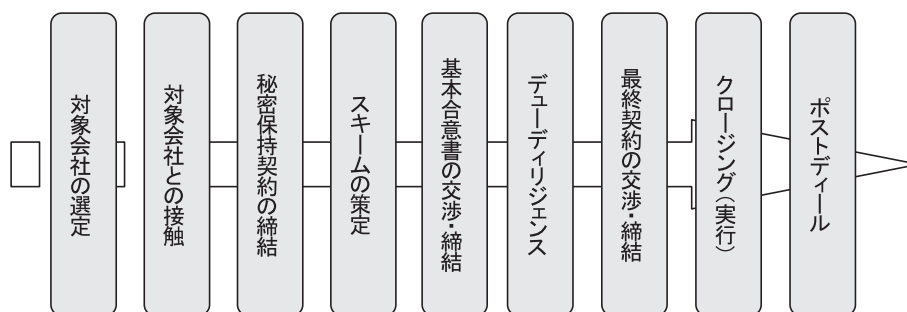 対象会社の選定
対象会社との接触
秘密保持契約の締結
スキームの策定
基本合意書の交渉・締結
デューディリジェンス
最終契約の交渉・締結
クロージング（実行）
ポストディール